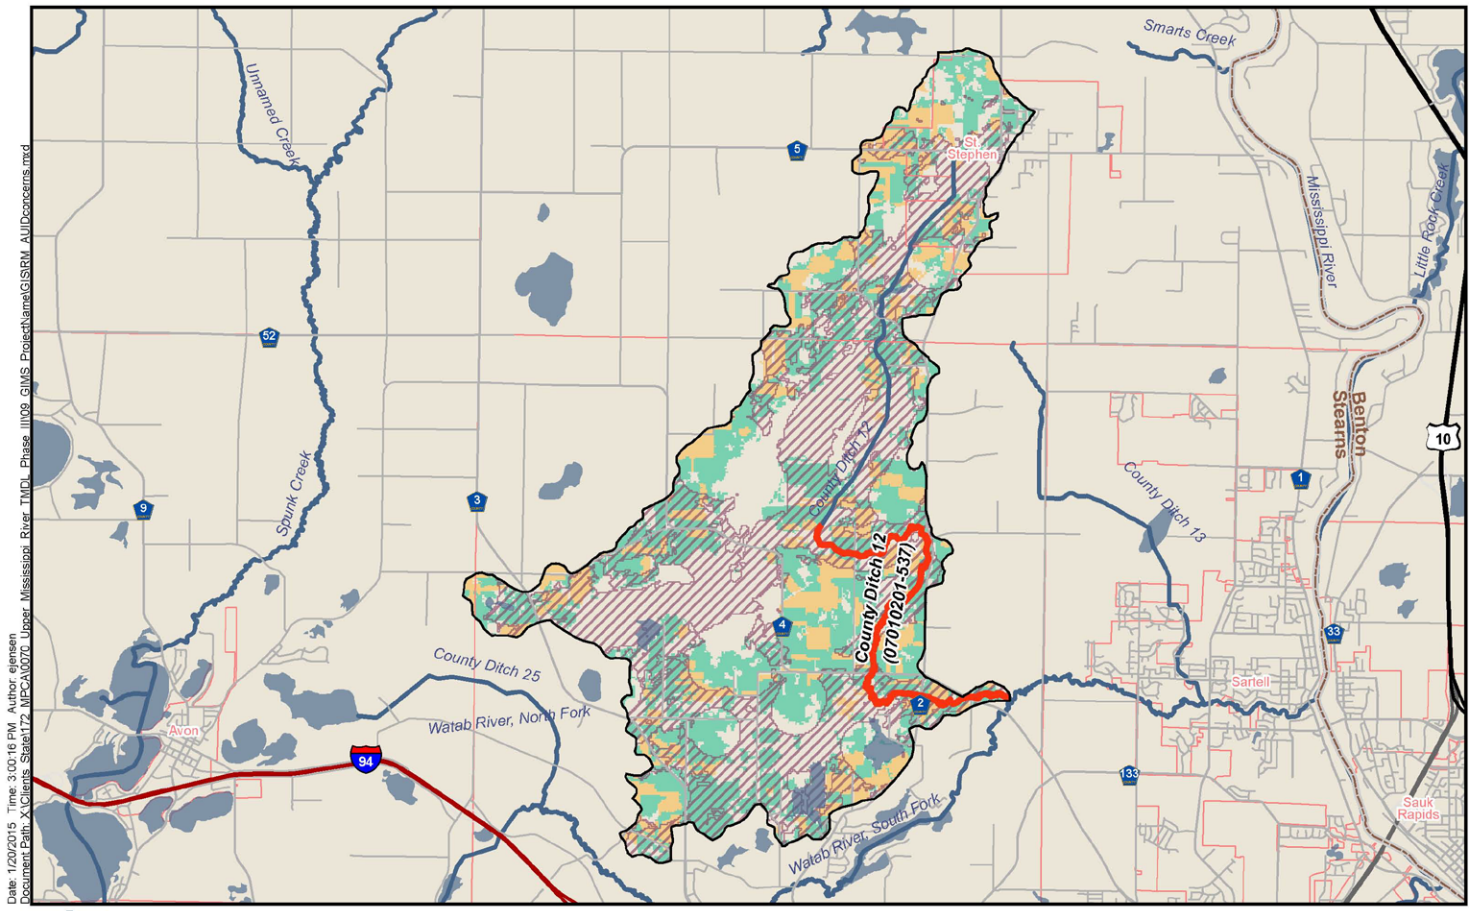 Smarts Creek
Unnamed Creek
5
St.
Stephen
Mississippi River
Little Rock Creek
52
Benton
Stearns
10
County Ditch 12
Spunk Creek
3
9
1
County Ditch 13
County Ditch 12
(07010201-537)
4
33
County Ditch 25
Sartell
2
Watab River, North Fork
Avon
94
133
Sauk
Rapids
Watab River, South Fork
Date: 1/20/2015 Time: 3:00:16 PM Author: ejensen
Document Path: X:\Clients_State\172_MPCA\0070_Upper_Mississippi_River_TMDL_Phase_III\09_GIMS_ProjectName\GIS\RM_AUIDconcerns.mxd